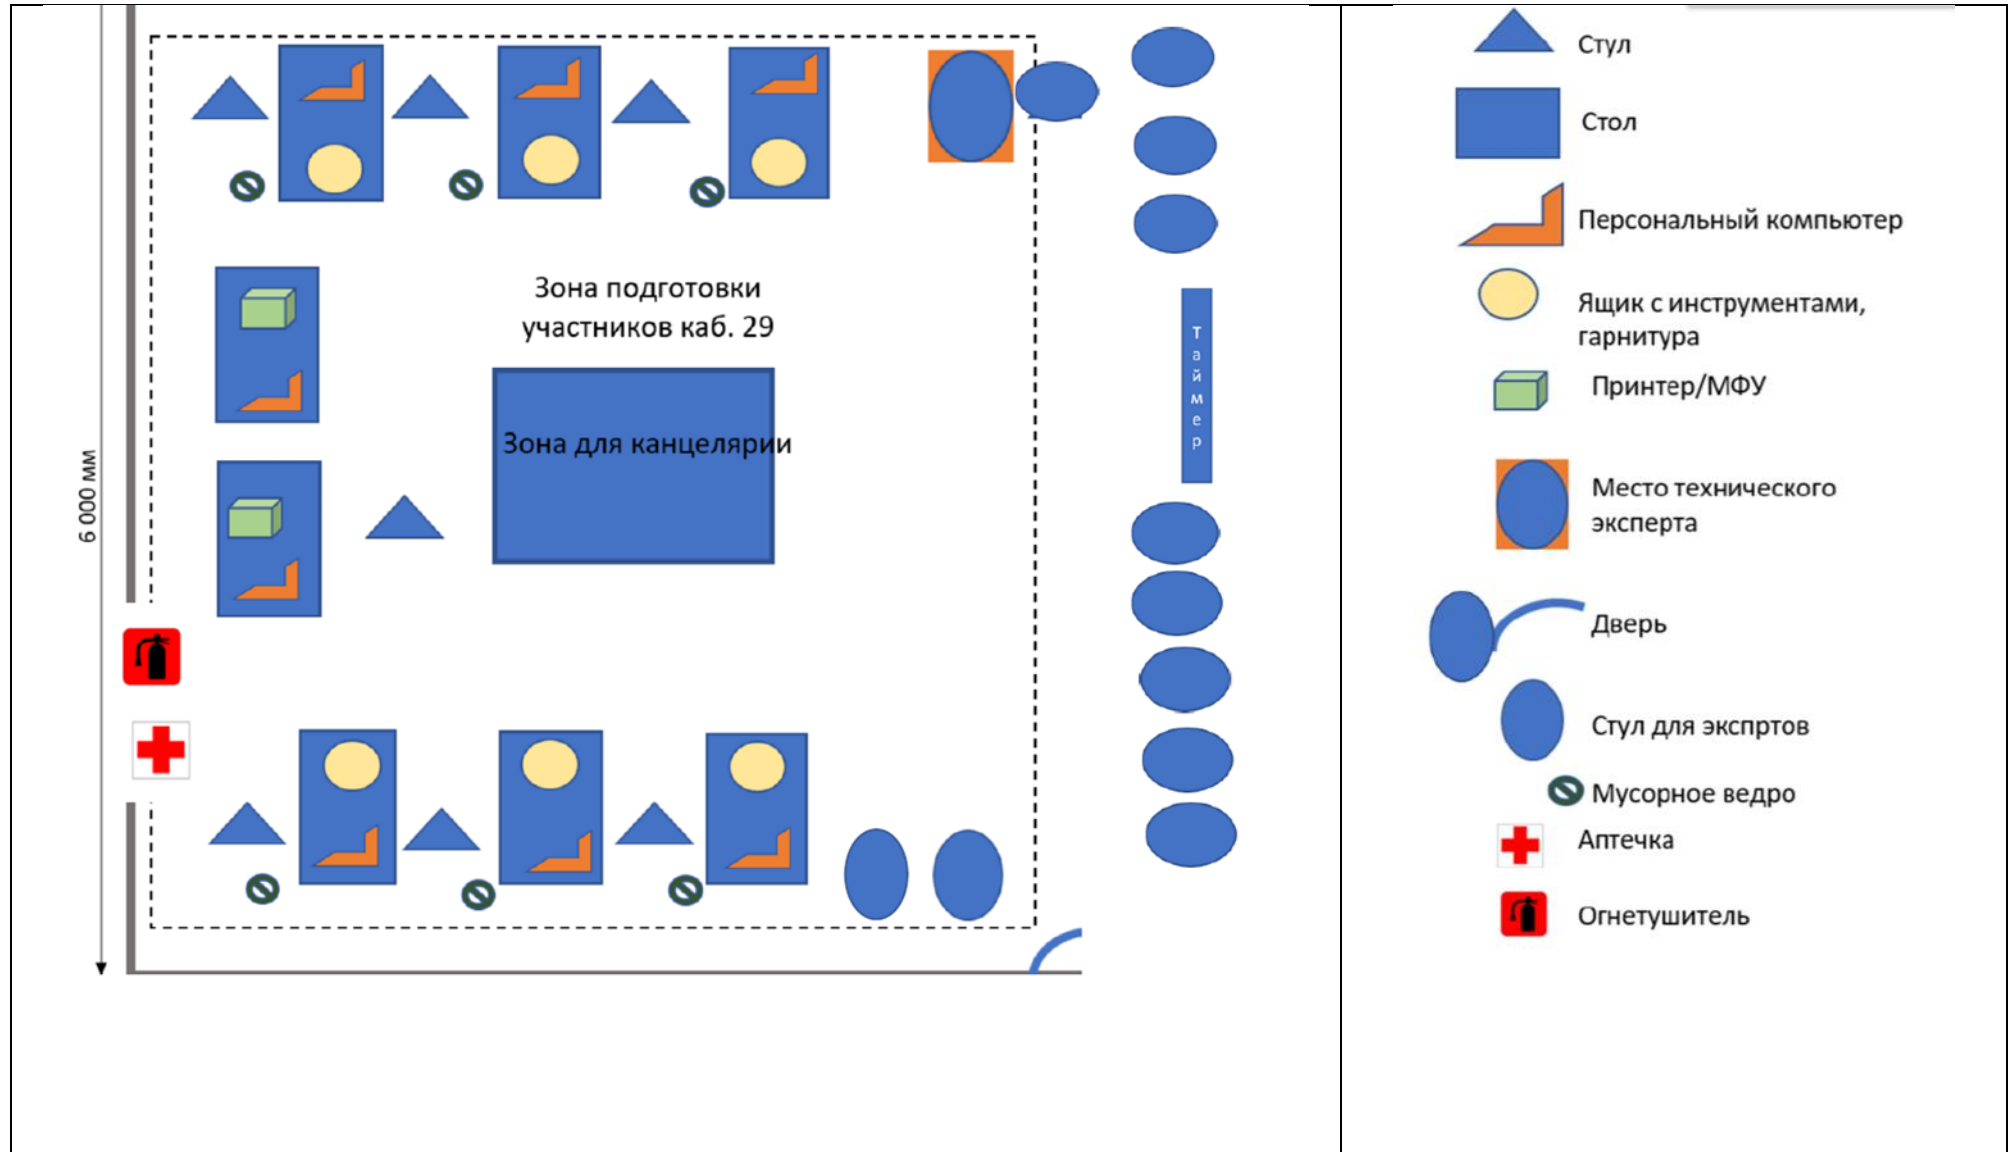 6 000 мм
Зона подготовки
участников каб. 29
Зона для канцелярии
Таймер
Стул
Стол
Персональный компьютер
Ящик с инструментами,
гарнитура
Принтер/МФУ
Место технического
эксперта
Дверь
Стул для экспртов
Мусорное ведро
Аптечка
Огнетушитель